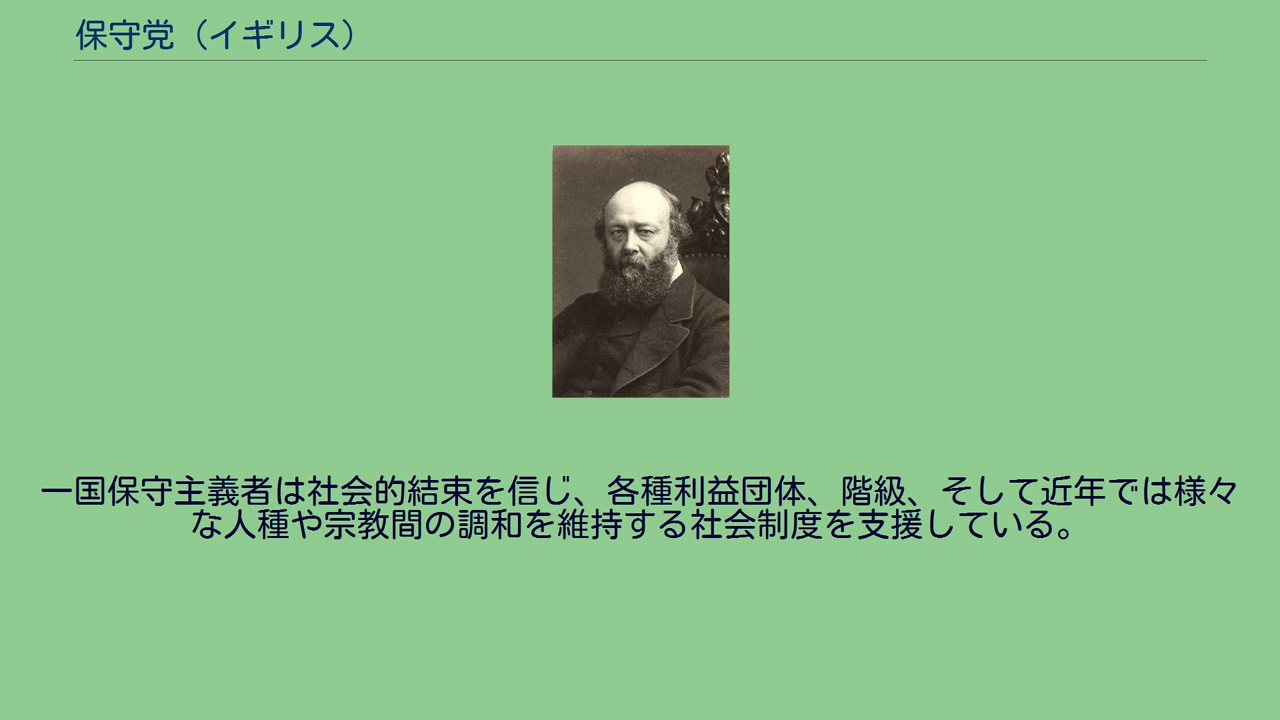 保守党（イギリス）
一国保守主義者は社会的結束を信じ、各種利益団体、階級、そして近年では様々
な人種や宗教間の調和を維持する社会制度を支援している。